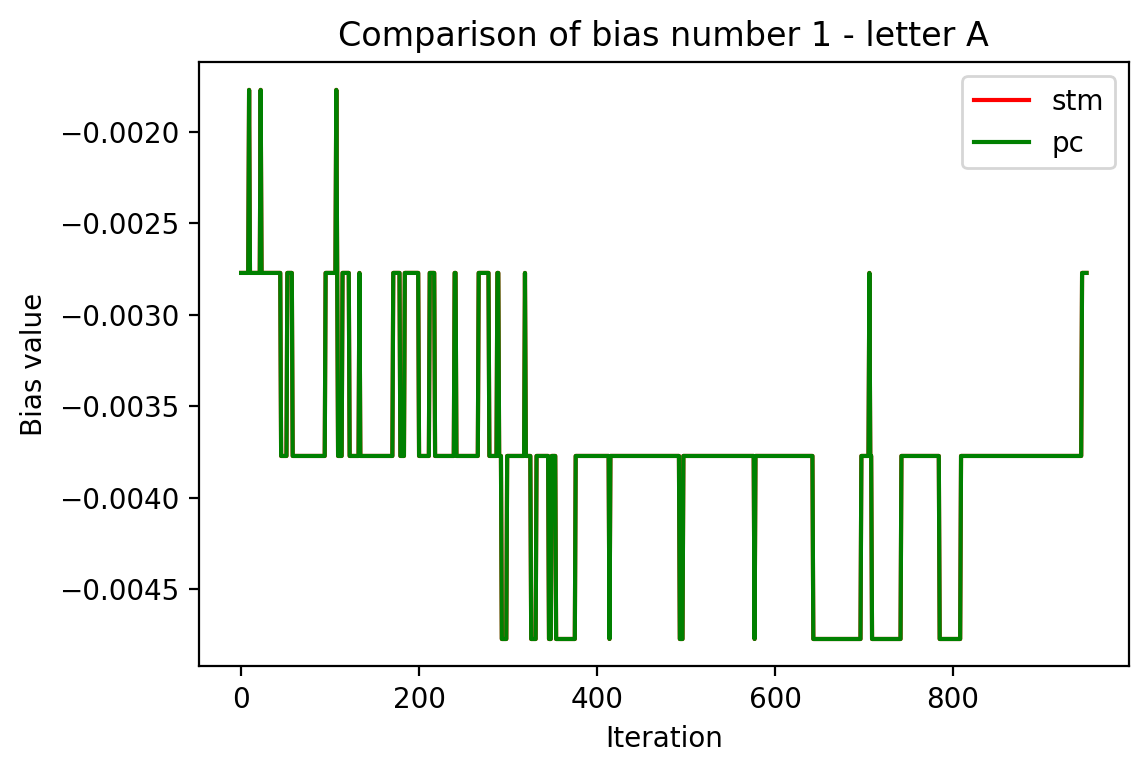 Comparison of bias number 1 - letter A
stm
pc
−0.0020
−0.0025
−0.0030
−0.0035
−0.0040
−0.0045
Bias value
0 200 400 600 800
Iteration